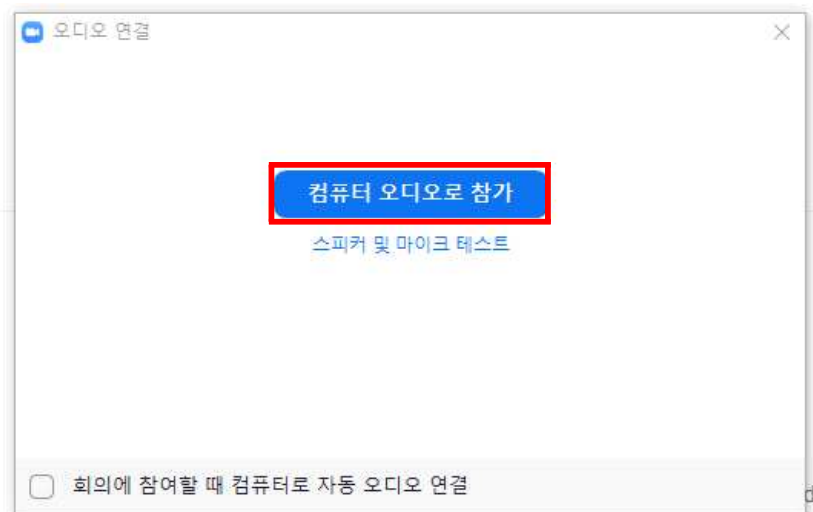 오디오 연결
컴퓨터 오디오로 참가
스피커 및 마이크 테스트
회의에 참여할 때 컴퓨터로 자동 오디오 연결